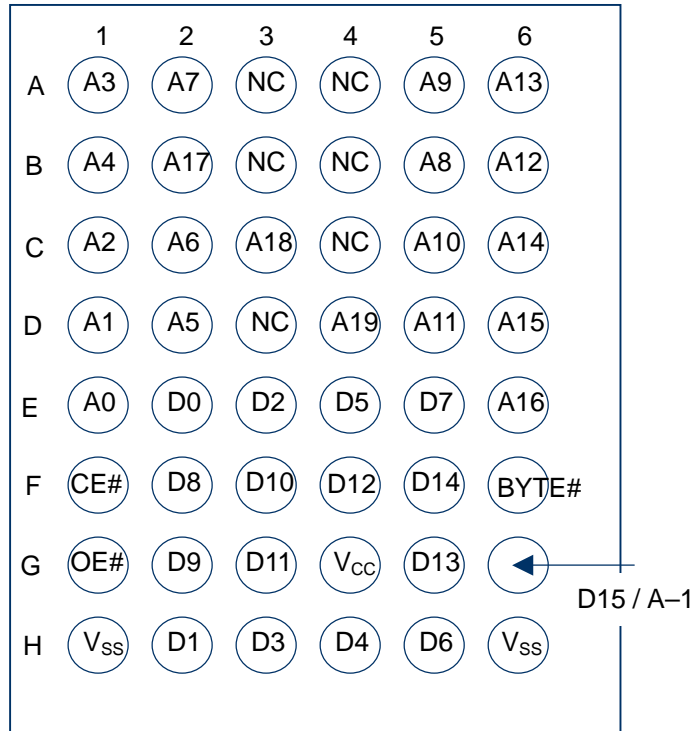 1 2 3 4 5 6
A A3 A7 NC NC A9 A13
B A4 A17 NC NC A8 A12
C A2 A6 A18 NC A10 A14
D A1 A5 NC A19 A11 A15
E A0 D0 D2 D5 D7 A16
F CE# D8 D10 D12 D14 BYTE#
G OE# D9 D11 VCC D13
D15 / A–1
H VSS D1 D3 D4 D6 VSS